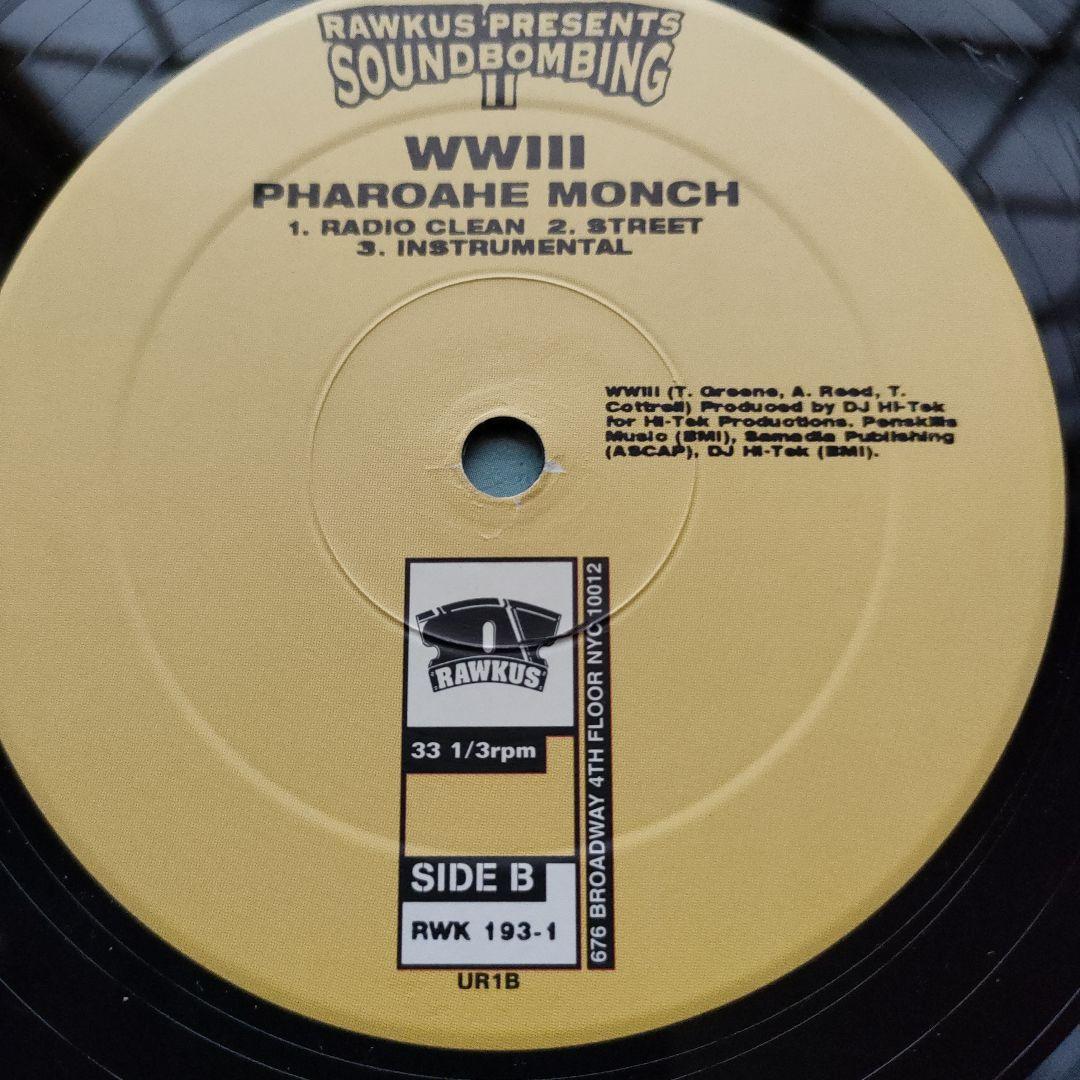 RAWKUS PRESENTS
SOUNDBOMBING
II
WWIII
PHAROAHE MONCH
1. RADIO CLEAN 2. STREET
3. INSTRUMENTAL
WWIII (T. Greene, A. Reed, T.
Cottrell) Produced by DJ Hi-Tek
for Hi-Tek Productions. Penskills
Music (BMI), Samadia Publishing
(ASCAP), DJ Hi-Tek (BMI).
RAWKUS
33 1/3rpm
SIDE B
RWK 193-1
676 BROADWAY 4TH FLOOR NYC 10012
UR1B